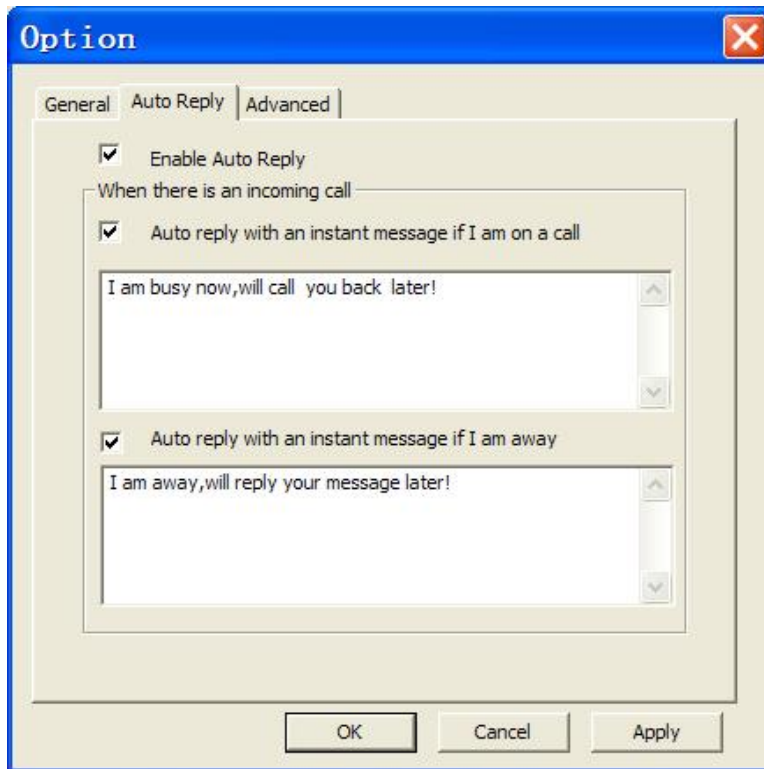 Option
General Auto Reply Advanced
Enable Auto Reply
When there is an incoming call
Auto reply with an instant message if I am on a call
I am busy now,will call  you back  later!
Auto reply with an instant message if I am away
I am away,will reply your message later!
OK Cancel Apply